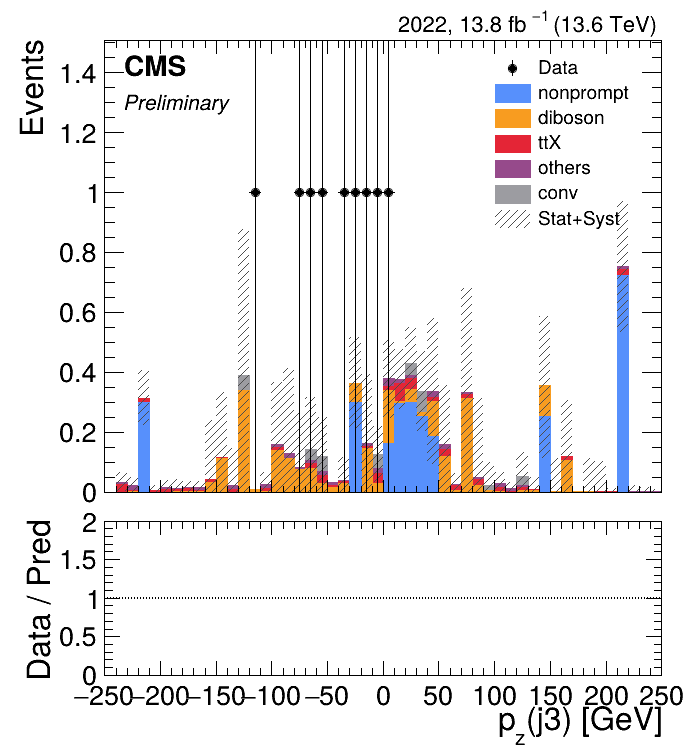 2022, 13.8 fb⁻¹ (13.6 TeV)
CMS
Preliminary
Events
1.4
1.2
1
0.8
0.6
0.4
0.2
0
Data
nonprompt
diboson
ttX
others
conv
Stat+Syst
Data / Pred
2
1.5
1
0.5
0
−250 −200 −150 −100 −50 0 50 100 150 200 250
p_z(j3) [GeV]